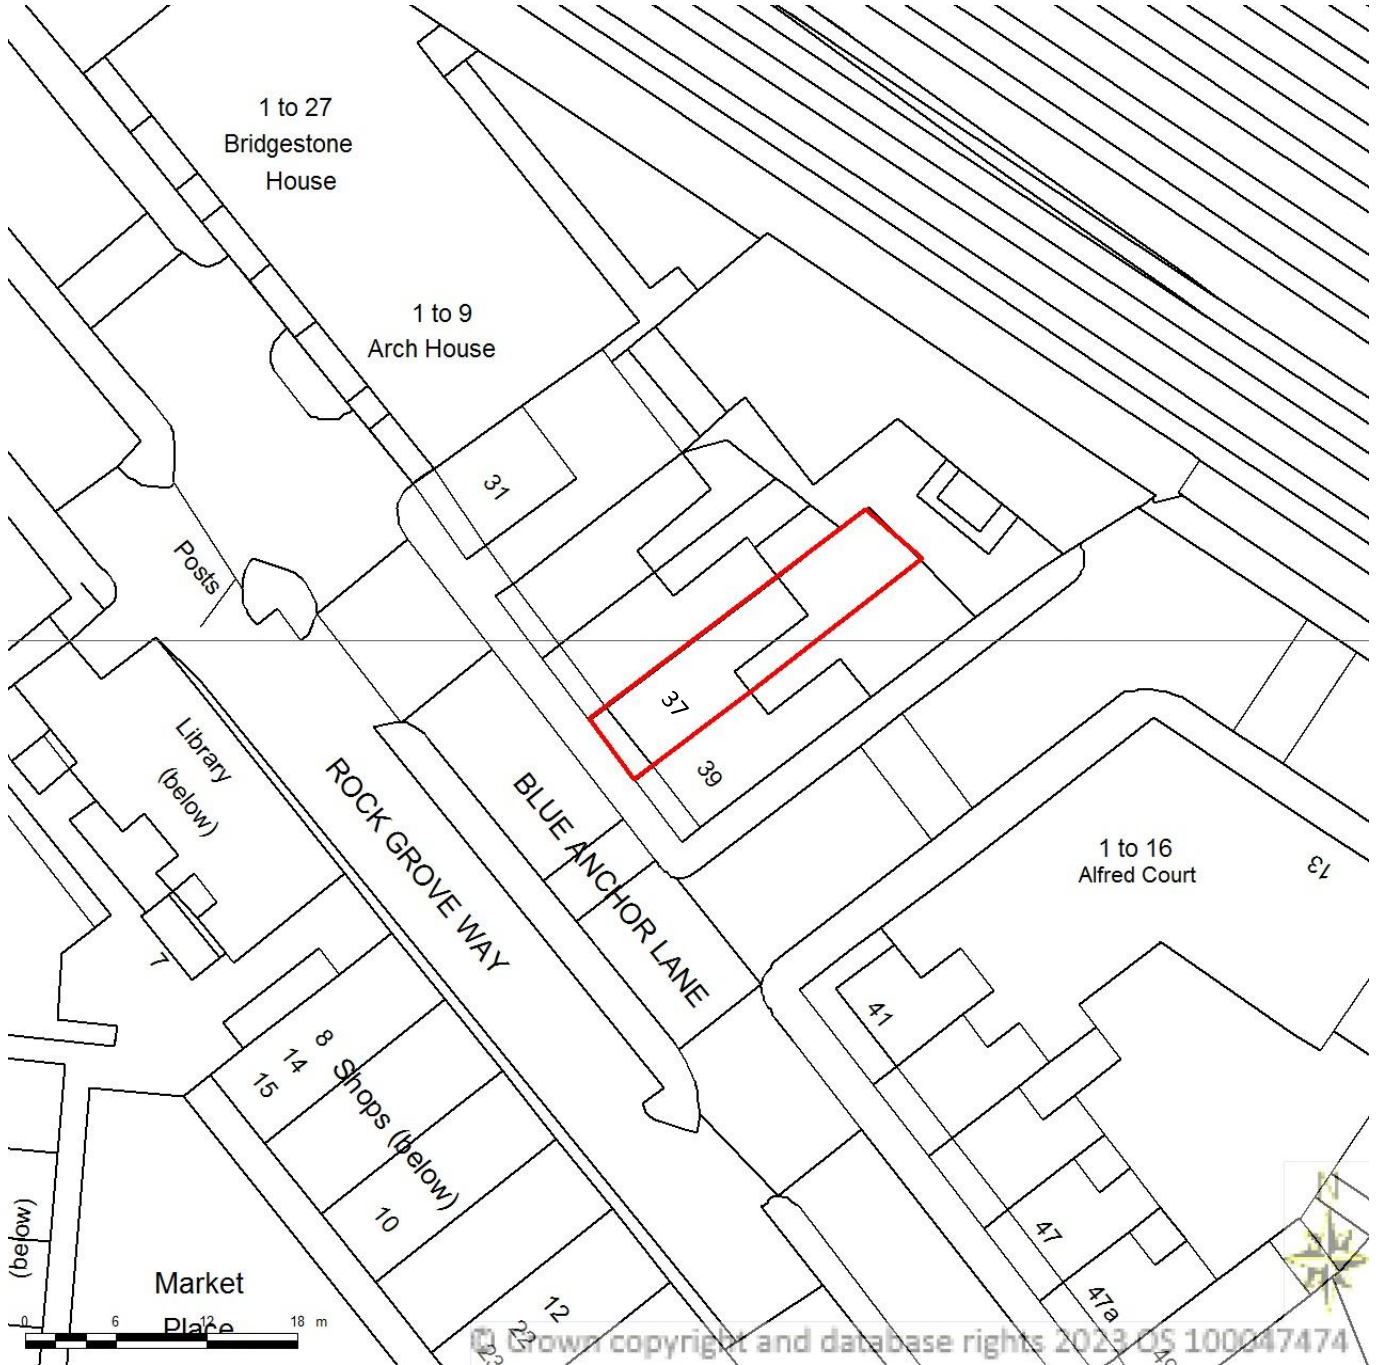 1 to 27
Bridgestone
House
1 to 9
Arch House
31
Posts
37
Library
(below)
39
ROCK GROVE WAY
BLUE ANCHOR LANE
1 to 16
Alfred Court
13
7
41
8
14
15
Shops (below)
10
47
47a
(below)
Market
Place
12
22
23
N
0 6 12 18 m
© Crown copyright and database rights 2023 OS 100047474